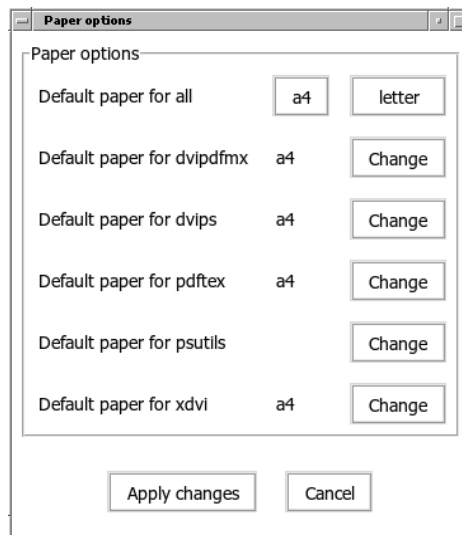 Paper options
Paper options
Default paper for all a4 letter
Default paper for dvipdfmx a4 Change
Default paper for dvips a4 Change
Default paper for pdftex a4 Change
Default paper for psutils Change
Default paper for xdvi a4 Change
Apply changes Cancel